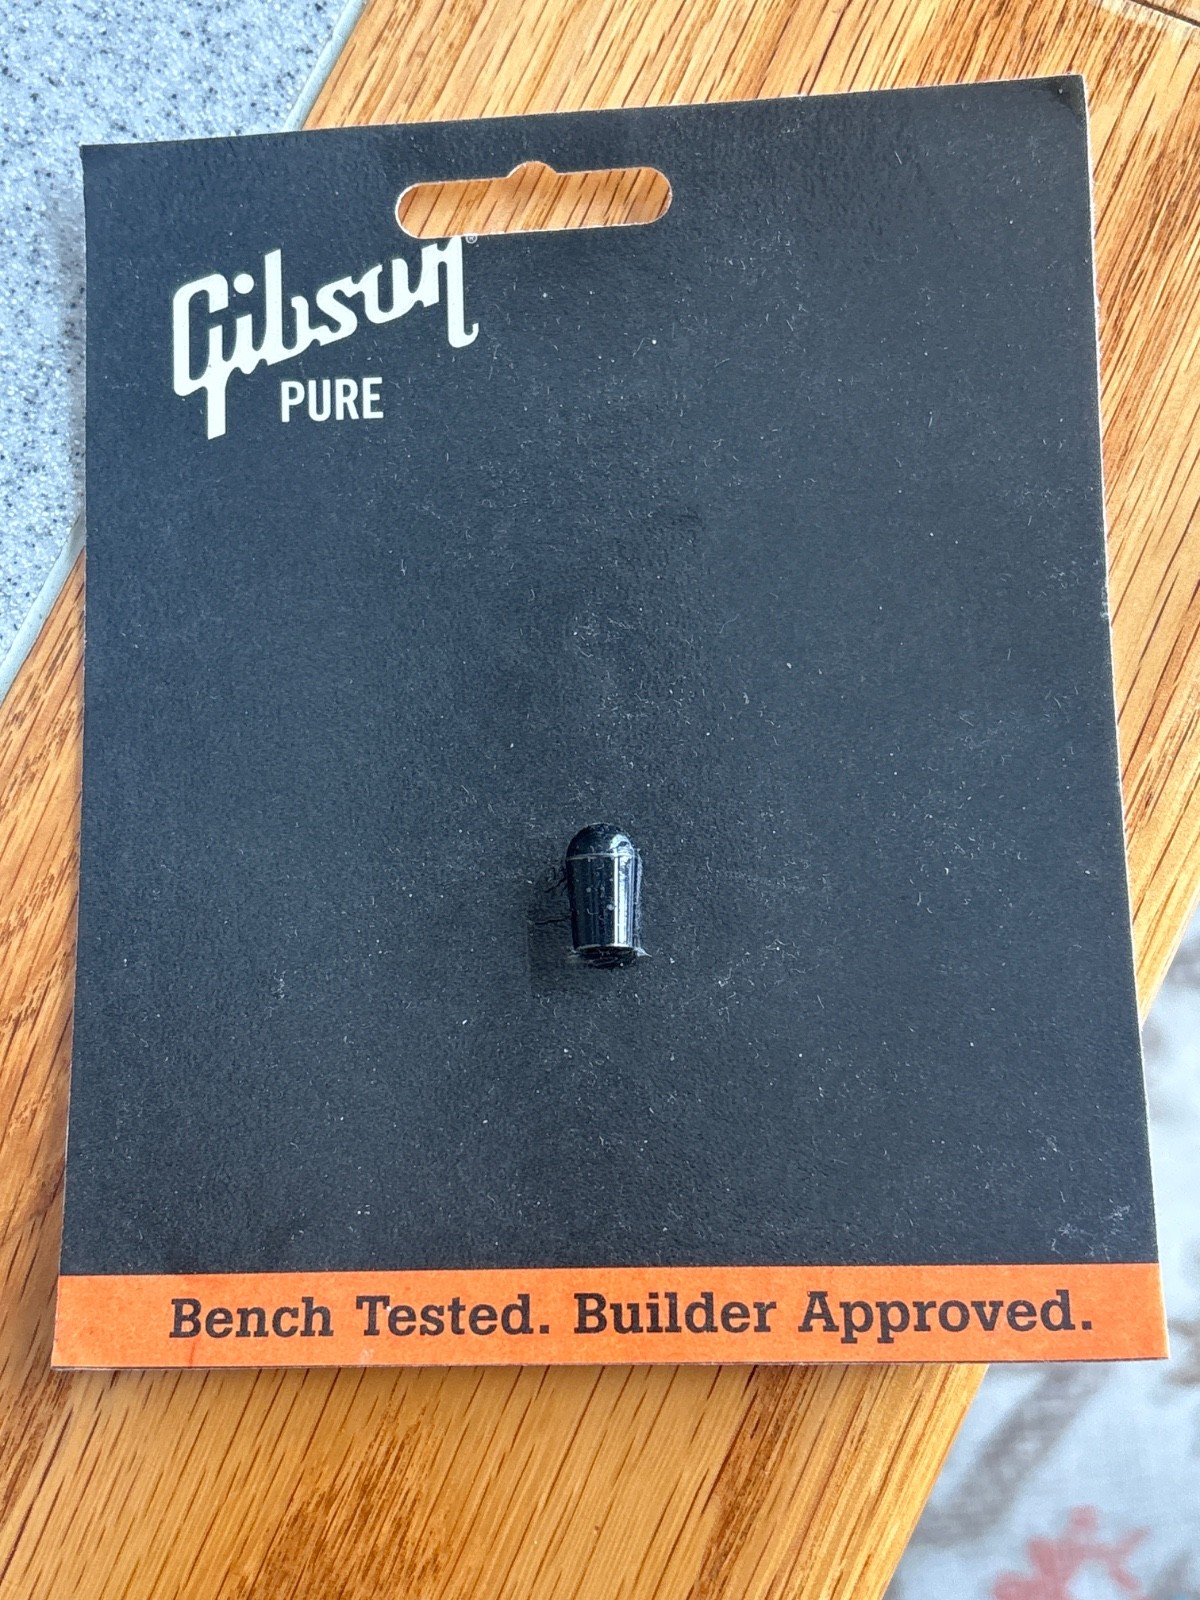 Gibson®
PURE
Bench Tested. Builder Approved.